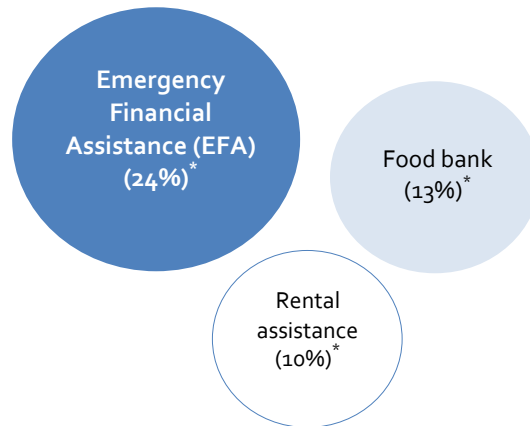 Emergency
Financial
Assistance (EFA)
(24%)*
Food bank
(13%)*
Rental
assistance
(10%)*